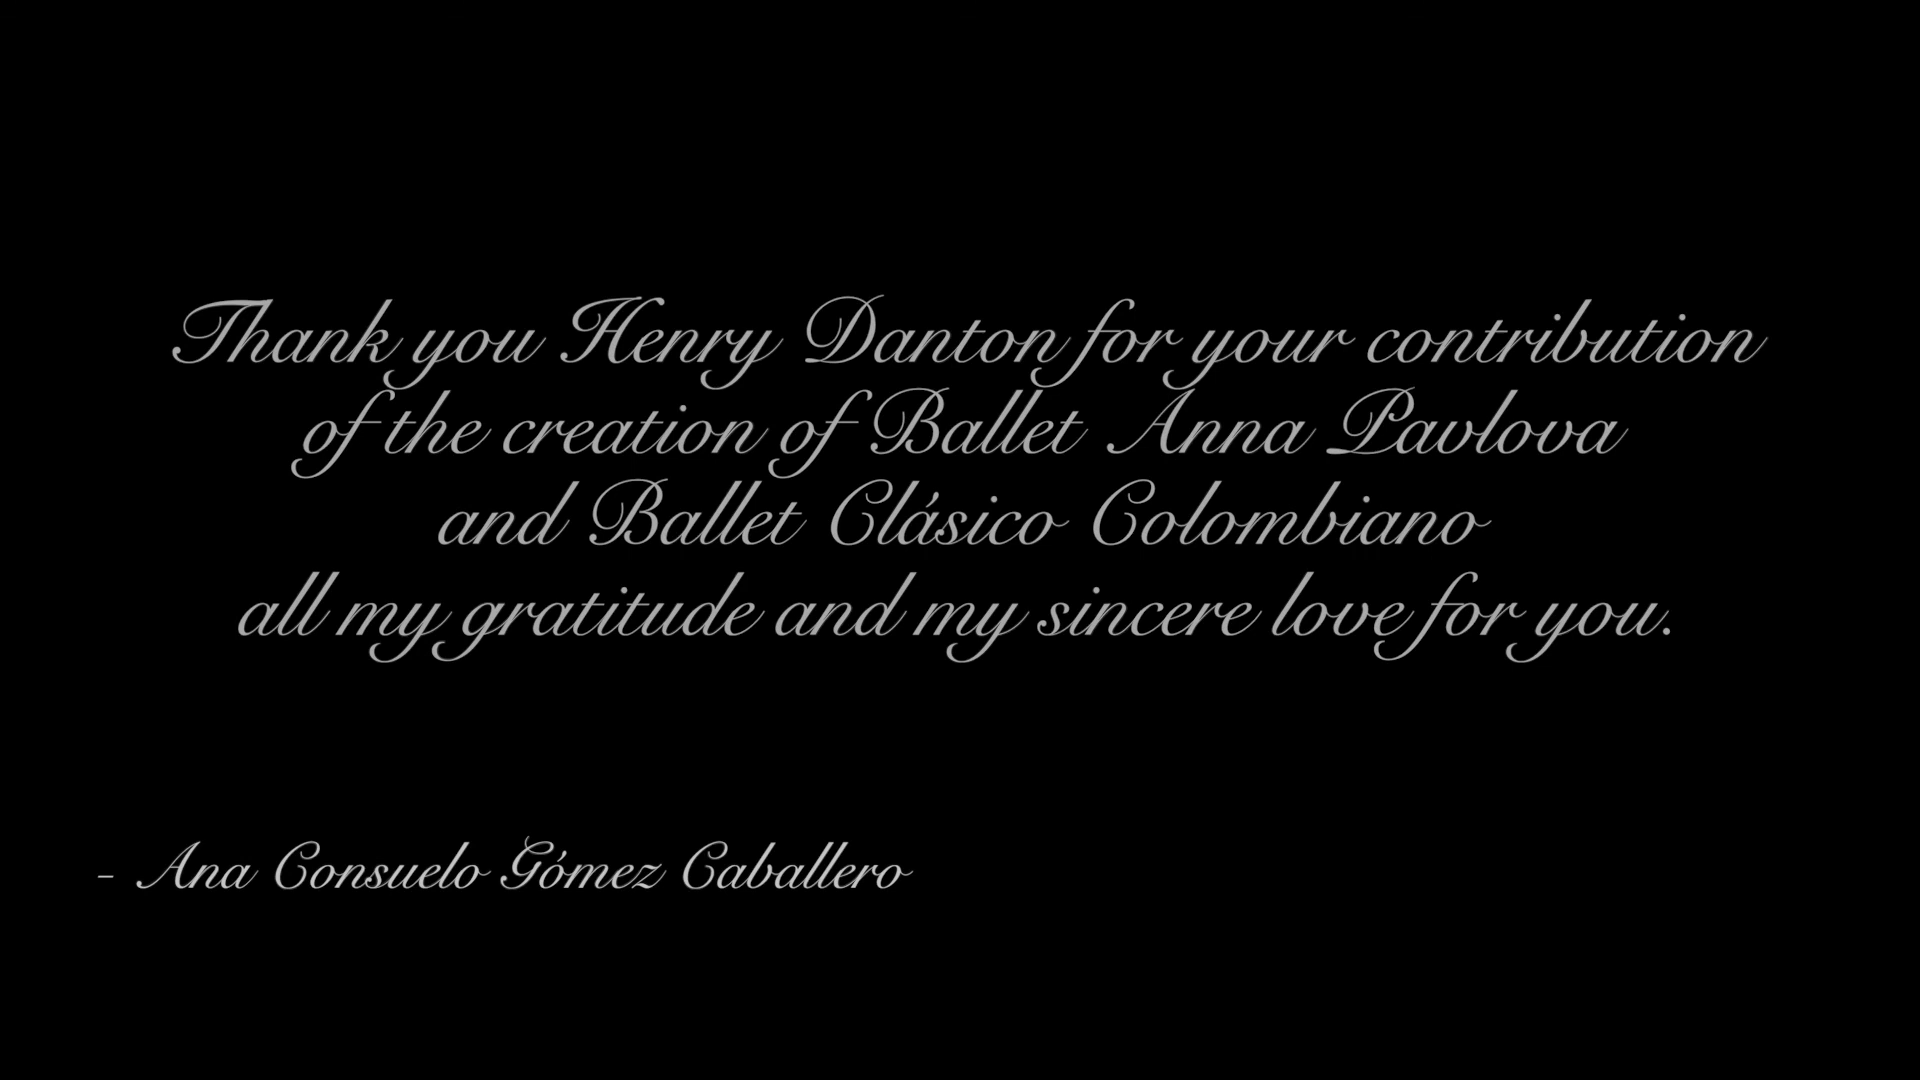 Thank you Henry Danton for your contribution
of the creation of Ballet Anna Pavlova
and Ballet Clásico Colombiano
all my gratitude and my sincere love for you.
- Ana Consuelo Gómez Caballero